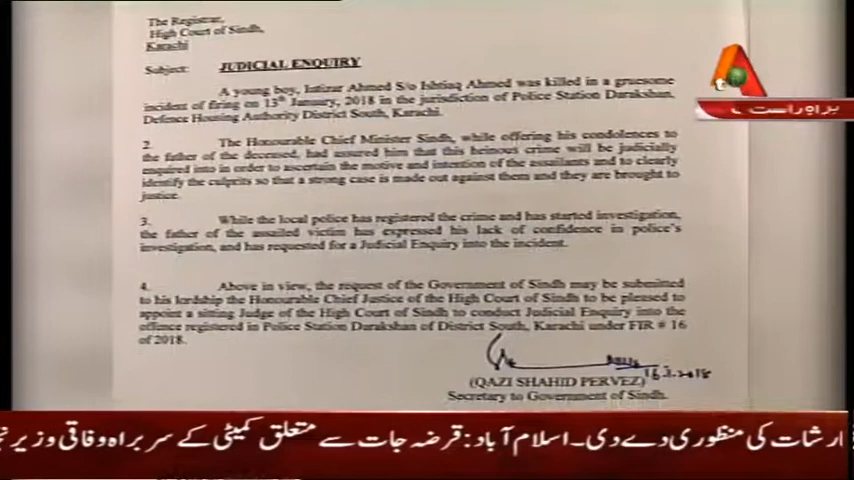 The Registrar,
High Court of Sindh,
Karachi
Subject: JUDICIAL ENQUIRY
A young boy, Intizar Ahmed S/o Ishtiaq Ahmed was killed in a gruesome
incident of firing on 13th January, 2018 in the jurisdiction of Police Station Darakshan,
Defence Housing Authority District South, Karachi.
2. The Honourable Chief Minister Sindh, while offering his condolences to
the father of the deceased, had assured him that this heinous crime will be judicially
enquired into in order to ascertain the motive and intention of the assailants and to clearly
identify the culprits so that a strong case is made out against them and they are brought to
justice.
3. While the local police has registered the crime and has started investigation,
the father of the assailed victim has expressed his lack of confidence in police's
investigation, and has requested for a Judicial Enquiry into the incident.
4. Above in view, the request of the Government of Sindh may be submitted
to his lordship the Honourable Chief Justice of the High Court of Sindh to be pleased to
appoint a sitting Judge of the High Court of Sindh to conduct Judicial Enquiry into the
offence registered in Police Station Darakshan of District South, Karachi under FIR # 16
of 2018.
16.1.2018
(QAZI SHAHID PERVEZ)
Secretary to Government of Sindh.
براہ راست
ارشات کی منظوری دے دی۔اسلام آباد:قرضہ جات سے متعلق کمیٹی کے سربراہ وفاقی وزیر